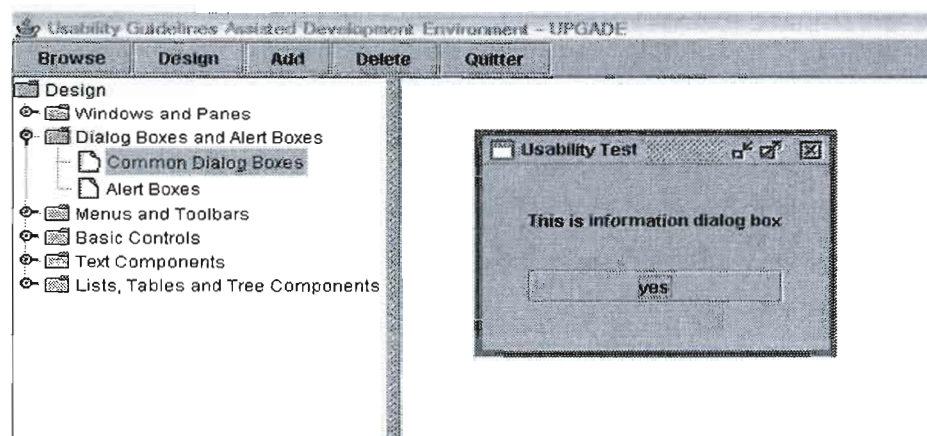 Usability Guidelines Assisted Development Environment - UPGADE
Browse Design Add Delete Quitter
Design
Windows and Panes
Dialog Boxes and Alert Boxes
Common Dialog Boxes
Alert Boxes
Menus and Toolbars
Basic Controls
Text Components
Lists, Tables and Tree Components
Usability Test
This is information dialog box
yes